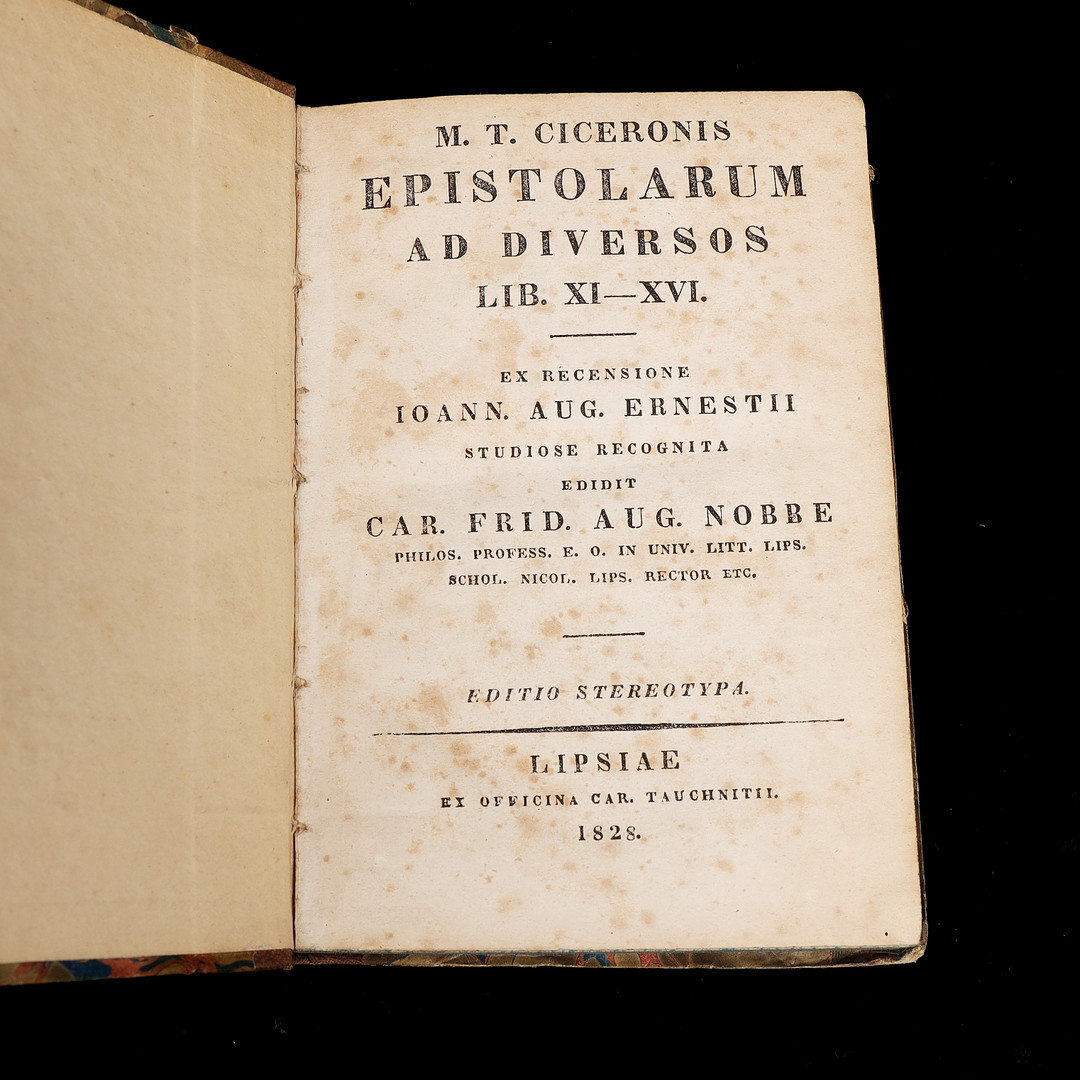 M. T. CICERONIS
EPISTOLARUM
AD DIVERSOS
LIB. XI—XVI.
EX RECENSIONE
IOANN. AUG. ERNESTII
STUDIOSE RECOGNITA
EDIDIT
CAR. FRID. AUG. NOBBE
PHILOS. PROFESS. E. O. IN UNIV. LITT. LIPS.
SCHOL. NICOL. LIPS. RECTOR ETC.
EDITIO STEREOTYPA.
LIPSIAE
EX OFFICINA CAR. TAUCHNITII.
1828.